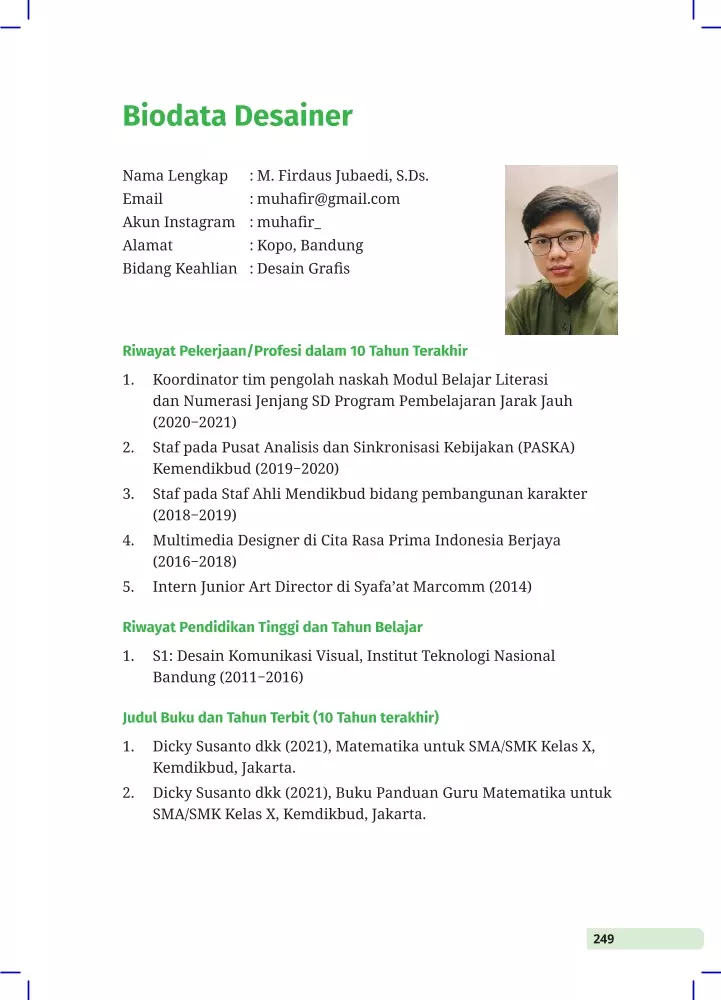 Biodata Desainer
Nama Lengkap : M. Firdaus Jubaedi, S.Ds.
Email : muhafir@gmail.com
Akun Instagram : muhafir_
Alamat : Kopo, Bandung
Bidang Keahlian : Desain Grafis
Riwayat Pekerjaan/Profesi dalam 10 Tahun Terakhir
1. Koordinator tim pengolah naskah Modul Belajar Literasi
dan Numerasi Jenjang SD Program Pembelajaran Jarak Jauh
(2020–2021)
2. Staf pada Pusat Analisis dan Sinkronisasi Kebijakan (PASKA)
Kemendikbud (2019–2020)
3. Staf pada Staf Ahli Mendikbud bidang pembangunan karakter
(2018–2019)
4. Multimedia Designer di Cita Rasa Prima Indonesia Berjaya
(2016–2018)
5. Intern Junior Art Director di Syafa’at Marcomm (2014)
Riwayat Pendidikan Tinggi dan Tahun Belajar
1. S1: Desain Komunikasi Visual, Institut Teknologi Nasional
Bandung (2011–2016)
Judul Buku dan Tahun Terbit (10 Tahun terakhir)
1. Dicky Susanto dkk (2021), Matematika untuk SMA/SMK Kelas X,
Kemdikbud, Jakarta.
2. Dicky Susanto dkk (2021), Buku Panduan Guru Matematika untuk
SMA/SMK Kelas X, Kemdikbud, Jakarta.
249